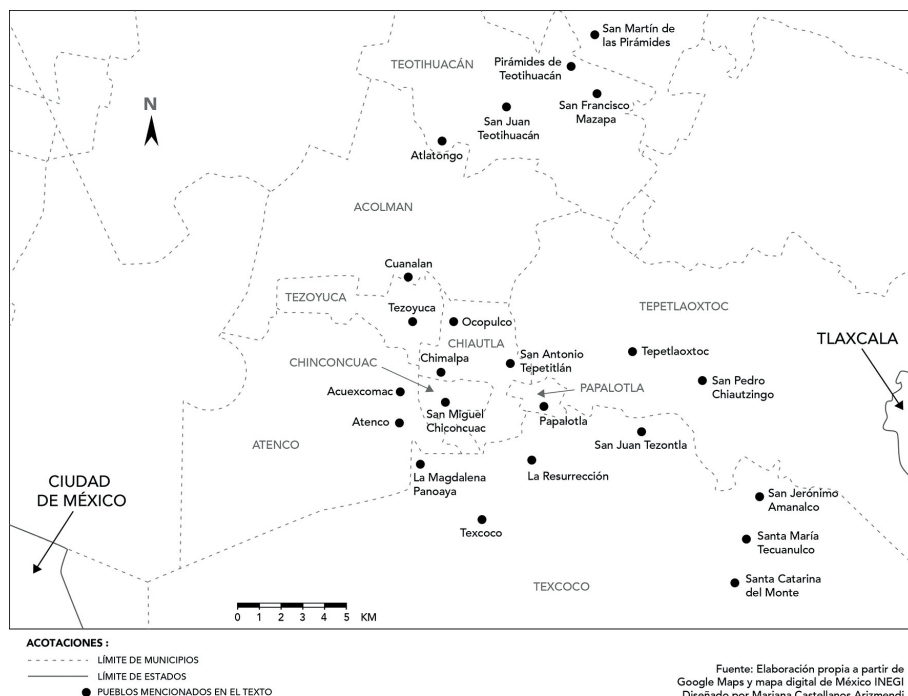 San Martín de
las Pirámides
TEOTIHUACÁN
Pirámides de
Teotihuacán
N
San Francisco
Mazapa
San Juan
Teotihuacán
Atlatongo
ACOLMAN
Cuanalan
TEZOYUCA
TEPETLAOXTOC
Tezoyuca
Ocopulco
CHIAUTLA
TLAXCALA
CHINCONCUAC
Chimalpa
San Antonio
Tepetitlán
Tepetlaoxtoc
San Pedro
Chiautzingo
PAPALOTLA
Acuexcomac
San Miguel
Chiconcuac
Papalotla
Atenco
ATENCO
San Juan Tezontla
La Magdalena
Panoaya
La Resurrección
CIUDAD
DE MÉXICO
San Jerónimo
Amanalco
Texcoco
Santa María
Tecuanulco
Santa Catarina
del Monte
TEXCOCO
0 1 2 3 4 5 KM
ACOTACIONES :
LÍMITE DE MUNICIPIOS
LÍMITE DE ESTADOS
PUEBLOS MENCIONADOS EN EL TEXTO
Fuente: Elaboración propia a partir de
Google Maps y mapa digital de México INEGI
Diseñado por Mariana Castellanos Arizmendi